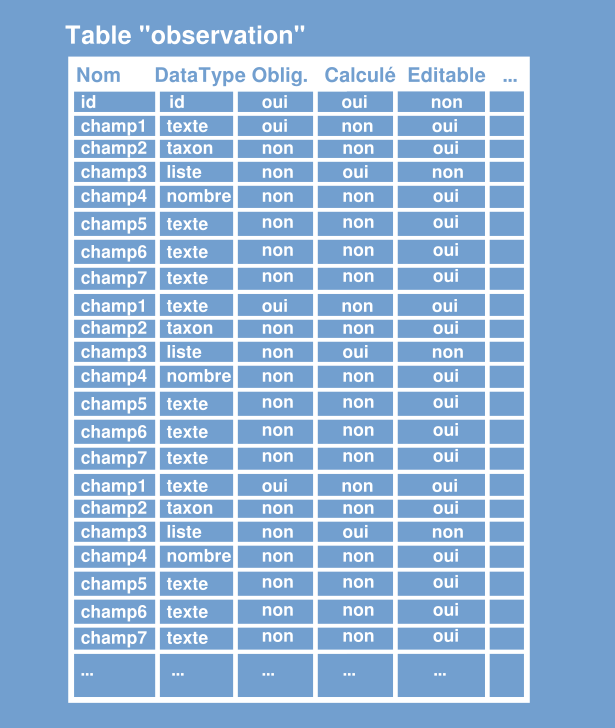 Table "observation"
Nom DataType Oblig. Calculé Editable ...
id id oui oui non
champ1 texte oui non oui
champ2 taxon non non oui
champ3 liste non oui non
champ4 nombre non non oui
champ5 texte non non oui
champ6 texte non non oui
champ7 texte non non oui
champ1 texte oui non oui
champ2 taxon non non oui
champ3 liste non oui non
champ4 nombre non non oui
champ5 texte non non oui
champ6 texte non non oui
champ7 texte non non oui
champ1 texte oui non oui
champ2 taxon non non oui
champ3 liste non oui non
champ4 nombre non non oui
champ5 texte non non oui
champ6 texte non non oui
champ7 texte non non oui
... ... ... ... ...